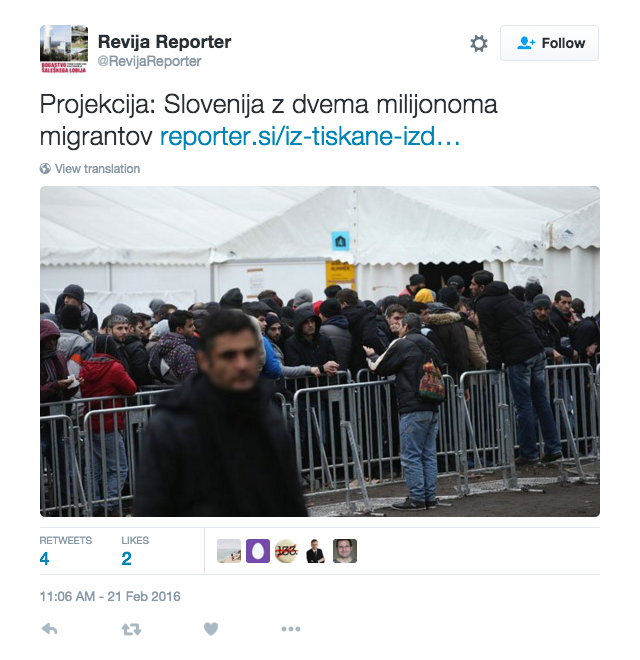 Revija Reporter
@RevijaReporter
Follow
Projekcija: Slovenija z dvema milijonoma
migrantov reporter.si/iz-tiskane-izd…
View translation
RETWEETS
LIKES
4
2
11:06 AM - 21 Feb 2016